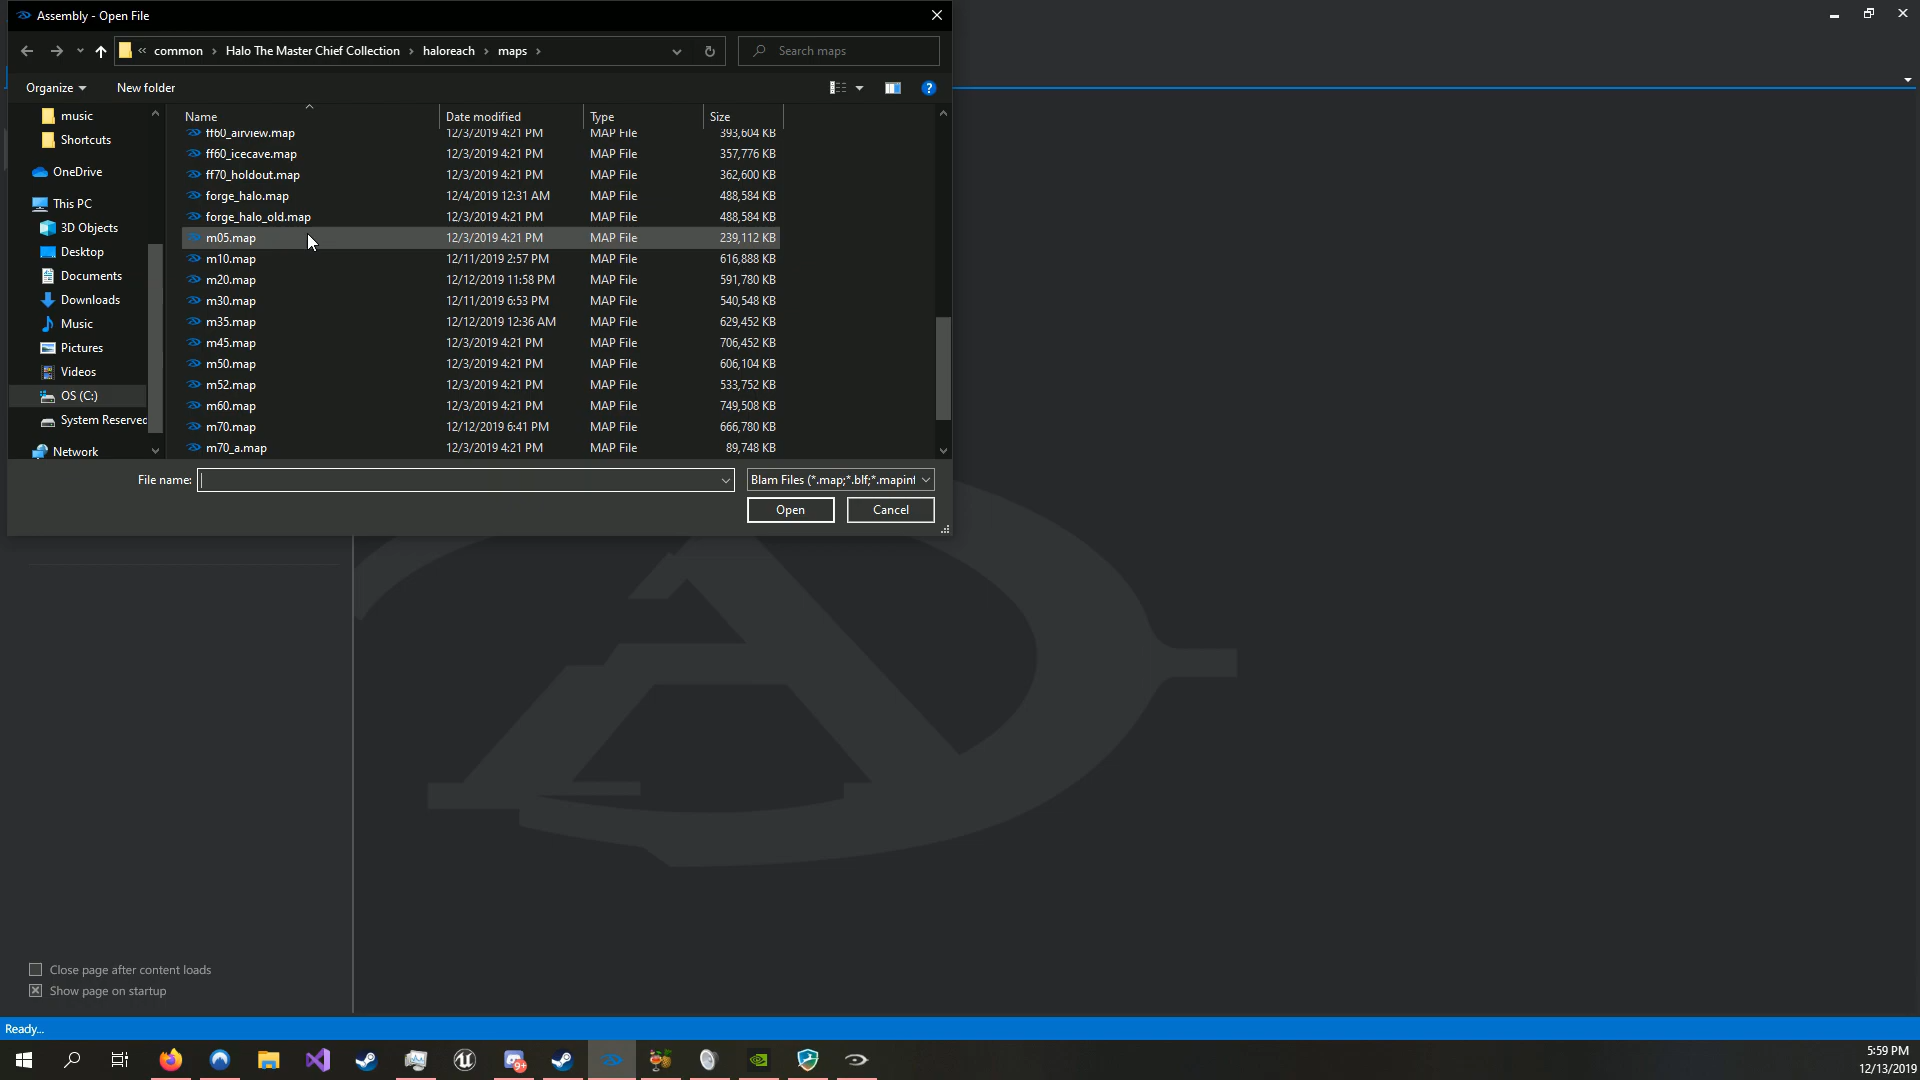 Assembly - Open File
« common › Halo The Master Chief Collection › haloreach › maps ›
Search maps
Organize
New folder
Name Date modified Type Size
music
Shortcuts
OneDrive
This PC
3D Objects
Desktop
Documents
Downloads
Music
Pictures
Videos
OS (C:)
System Reserved
Network
ff60_airview.map 12/3/2019 4:21 PM MAP File 393,604 KB
ff60_icecave.map 12/3/2019 4:21 PM MAP File 357,776 KB
ff70_holdout.map 12/3/2019 4:21 PM MAP File 362,600 KB
forge_halo.map 12/4/2019 12:31 AM MAP File 488,584 KB
forge_halo_old.map 12/3/2019 4:21 PM MAP File 488,584 KB
m05.map 12/3/2019 4:21 PM MAP File 239,112 KB
m10.map 12/11/2019 2:57 PM MAP File 616,888 KB
m20.map 12/12/2019 11:58 PM MAP File 591,780 KB
m30.map 12/11/2019 6:53 PM MAP File 540,548 KB
m35.map 12/12/2019 12:36 AM MAP File 629,452 KB
m45.map 12/3/2019 4:21 PM MAP File 706,452 KB
m50.map 12/3/2019 4:21 PM MAP File 606,104 KB
m52.map 12/3/2019 4:21 PM MAP File 533,752 KB
m60.map 12/3/2019 4:21 PM MAP File 749,508 KB
m70.map 12/12/2019 6:41 PM MAP File 666,780 KB
m70_a.map 12/3/2019 4:21 PM MAP File 89,748 KB
File name:
Blam Files (*.map;*.blf;*.mapinf
Open
Cancel
Close page after content loads
Show page on startup
Ready...
9+
5:59 PM
12/13/2019